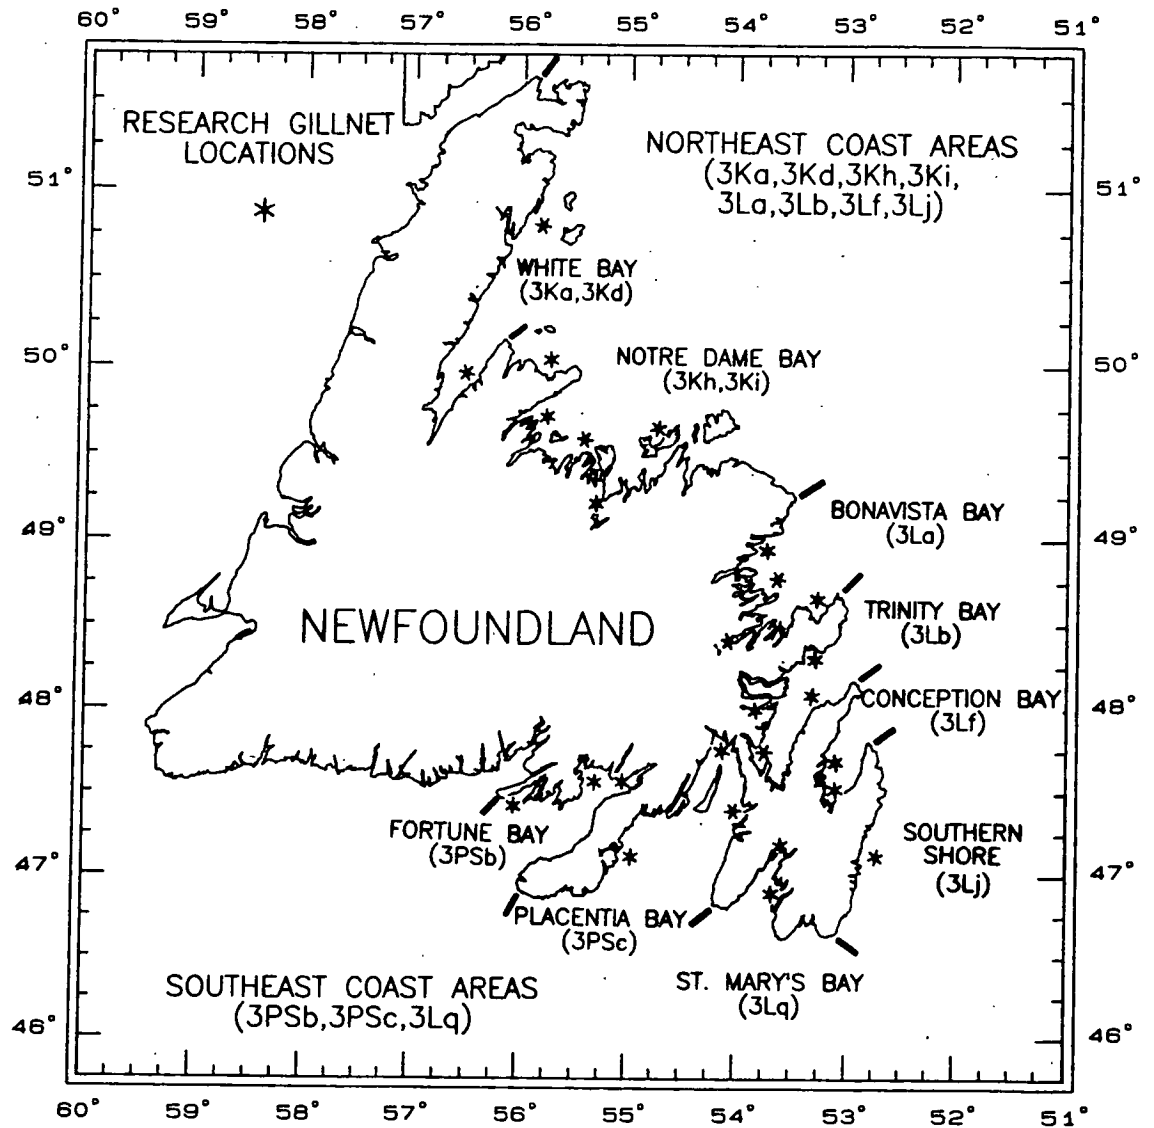 60° 59° 58° 57° 56° 55° 54° 53° 52° 51°
RESEARCH GILLNET
LOCATIONS
NORTHEAST COAST AREAS
(3Ka,3Kd,3Kh,3Ki,
3La,3Lb,3Lf,3Lj)
51°
51°
WHITE BAY
(3Ka,3Kd)
50°
NOTRE DAME BAY
(3Kh,3Ki)
50°
BONAVISTA BAY
(3La)
49°
49°
NEWFOUNDLAND
TRINITY BAY
(3Lb)
48°
CONCEPTION BAY
(3Lf)
48°
FORTUNE BAY
(3PSb)
SOUTHERN
SHORE
(3Lj)
47°
47°
PLACENTIA BAY
(3PSc)
ST. MARY'S BAY
(3Lq)
SOUTHEAST COAST AREAS
(3PSb,3PSc,3Lq)
46°
46°
60° 59° 58° 57° 56° 55° 54° 53° 52° 51°